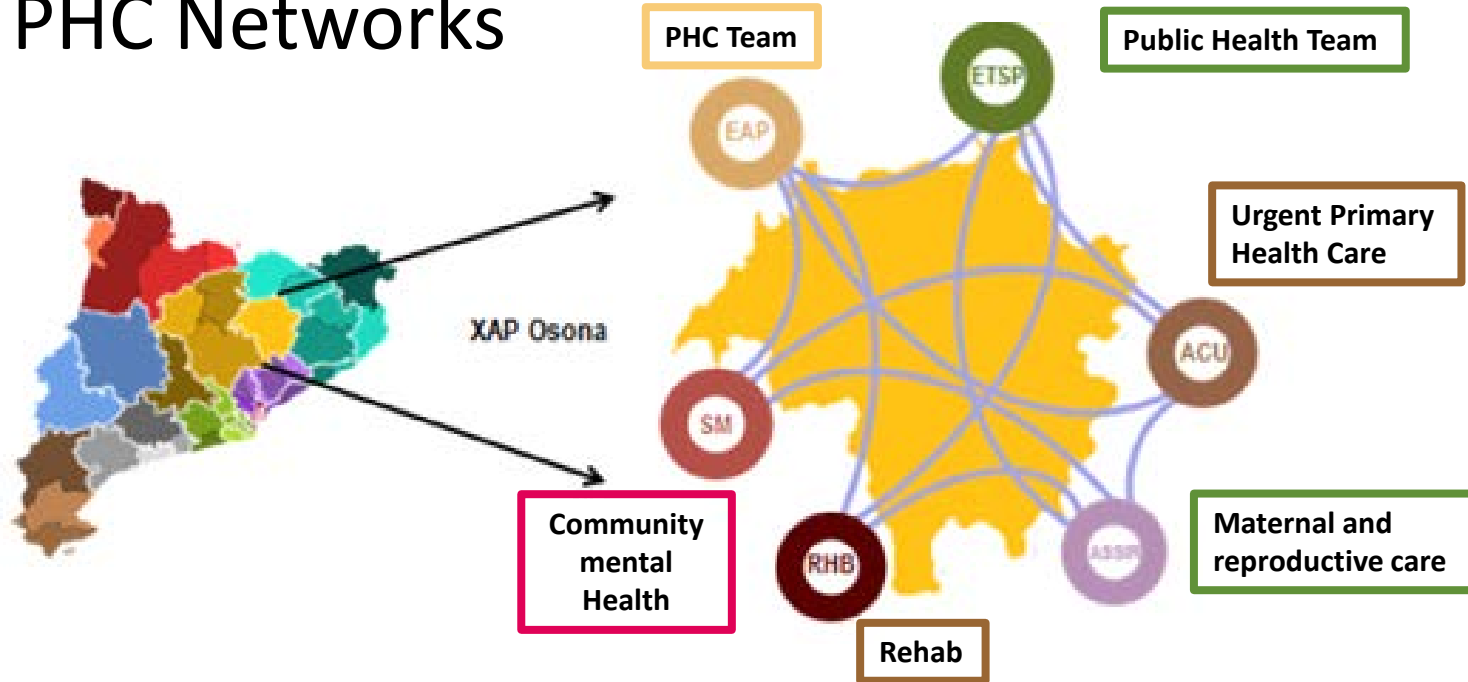 PHC Networks
PHC Team
Public Health Team
ETSP
EAP
Urgent Primary
Health Care
XAP Osona
ACU
SM
Community
mental
Health
RHB
ASSIR
Maternal and
reproductive care
Rehab